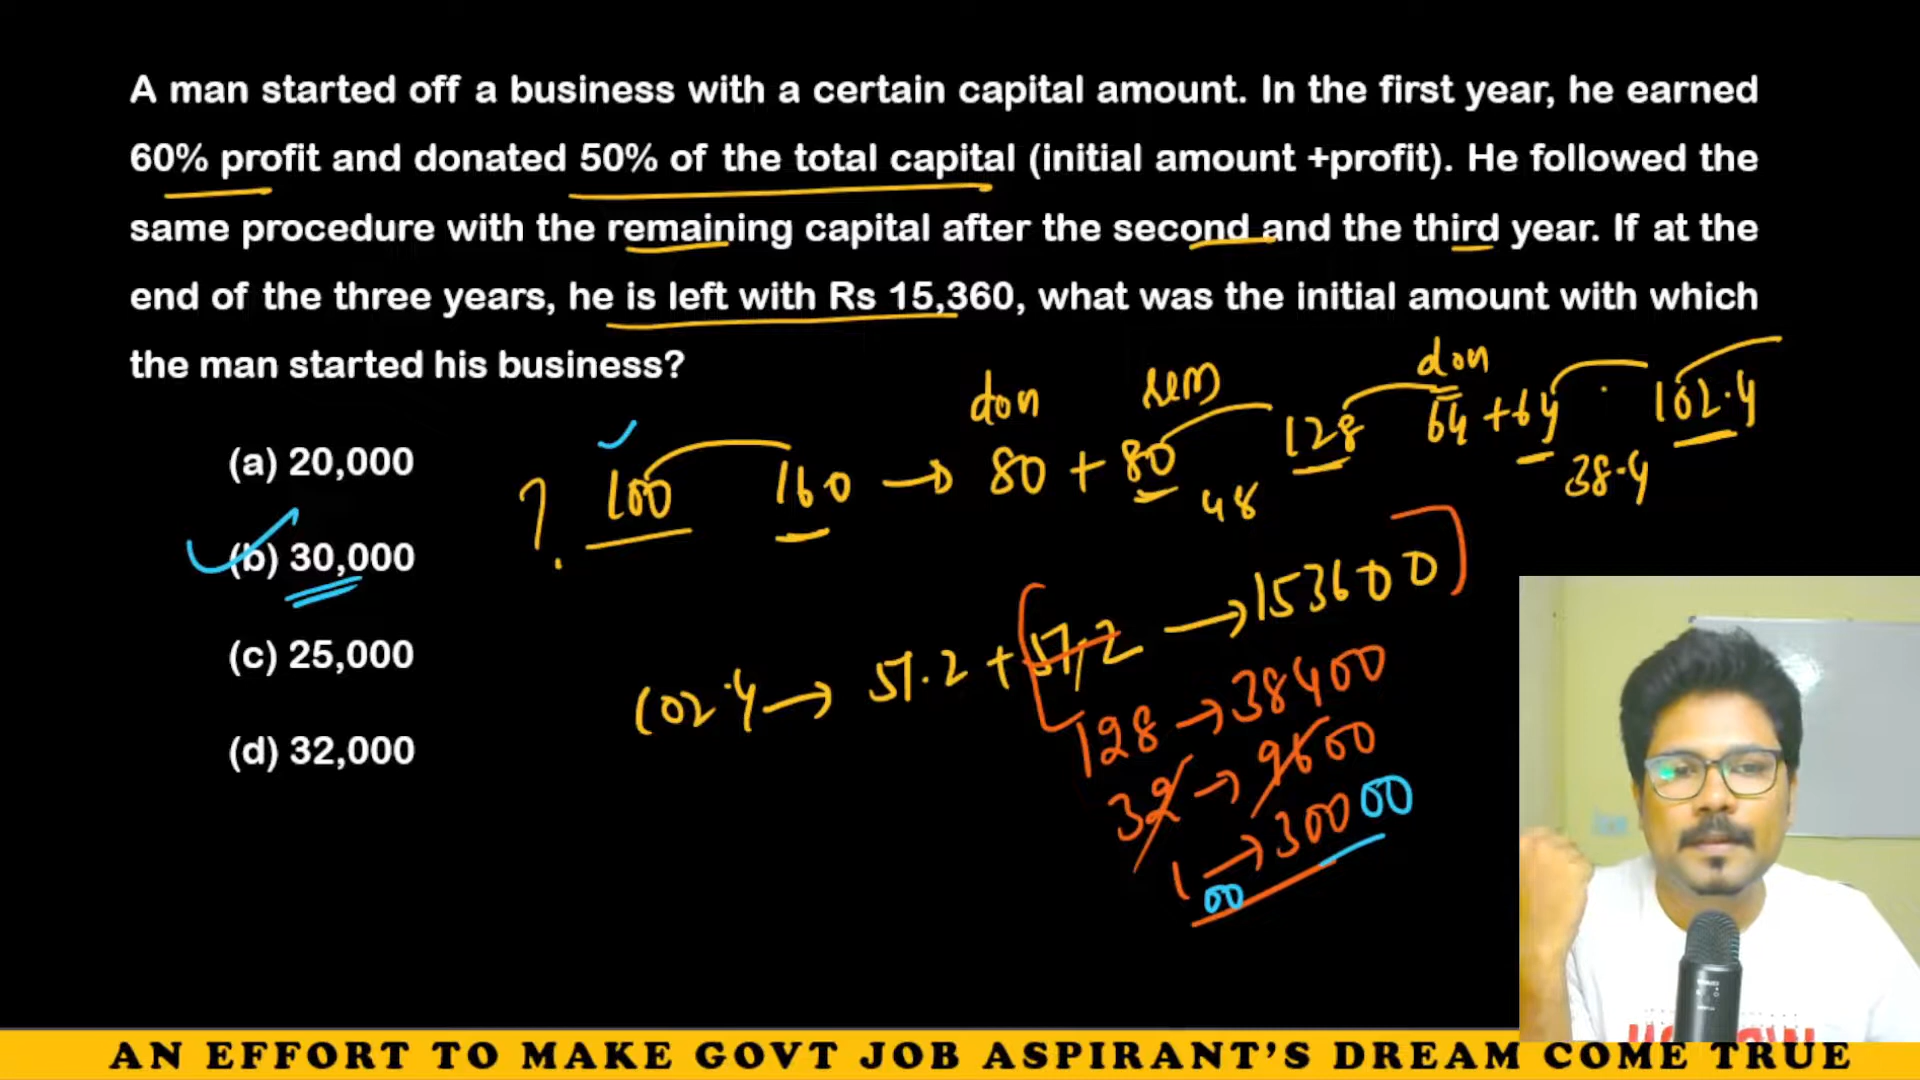 A man started off a business with a certain capital amount. In the first year, he earned
60% profit and donated 50% of the total capital (initial amount +profit). He followed the
same procedure with the remaining capital after the second and the third year. If at the
end of the three years, he is left with Rs 15,360, what was the initial amount with which
the man started his business?
(a) 20,000
(b) 30,000
(c) 25,000
(d) 32,000
don rem don
? 100 160 → 80 + 80 128 64 + 64 102.4
48 38.4
102.4 → 51.2 + 51.2 → 153600
128 → 38400
32 → 9600
100 → 30000
AN EFFORT TO MAKE GOVT JOB ASPIRANT'S DREAM COME TRUE